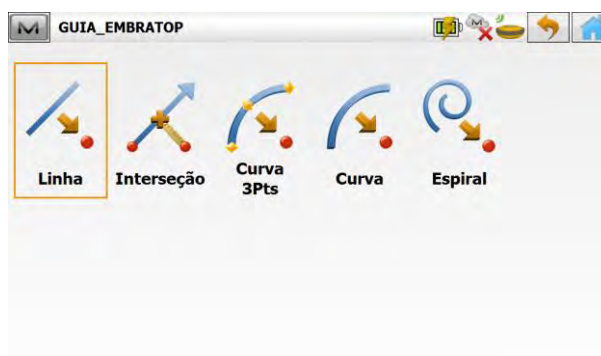 GUIA_EMBRATOP
Linha
Interseção
Curva
3Pts
Curva
Espiral